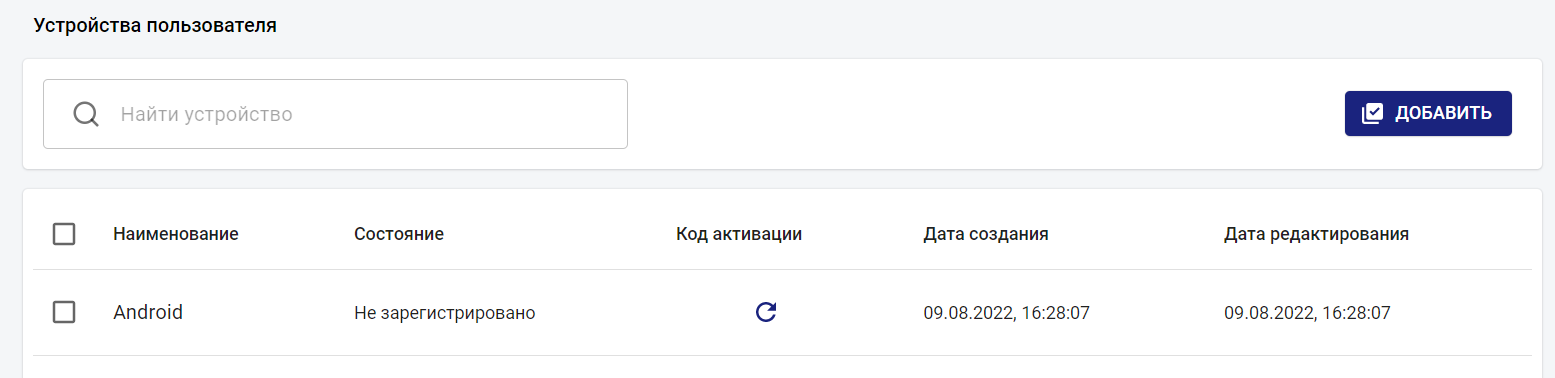 Устройства пользователя
Найти устройство
ДОБАВИТЬ
Наименование Состояние Код активации Дата создания Дата редактирования
Android Не зарегистрировано 09.08.2022, 16:28:07 09.08.2022, 16:28:07